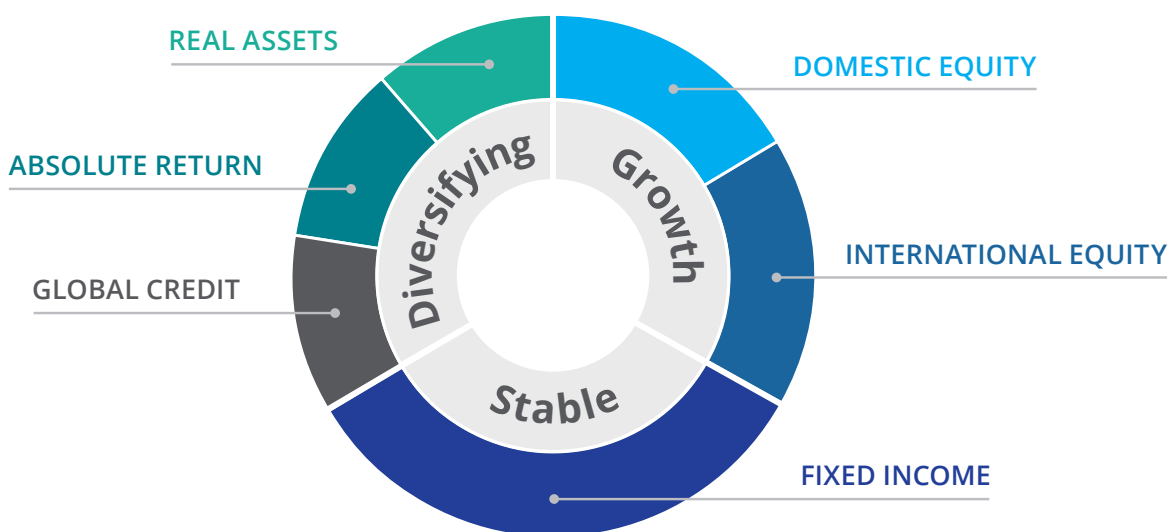 REAL ASSETS
DOMESTIC EQUITY
ABSOLUTE RETURN
Diversifying
Growth
INTERNATIONAL EQUITY
GLOBAL CREDIT
Stable
FIXED INCOME